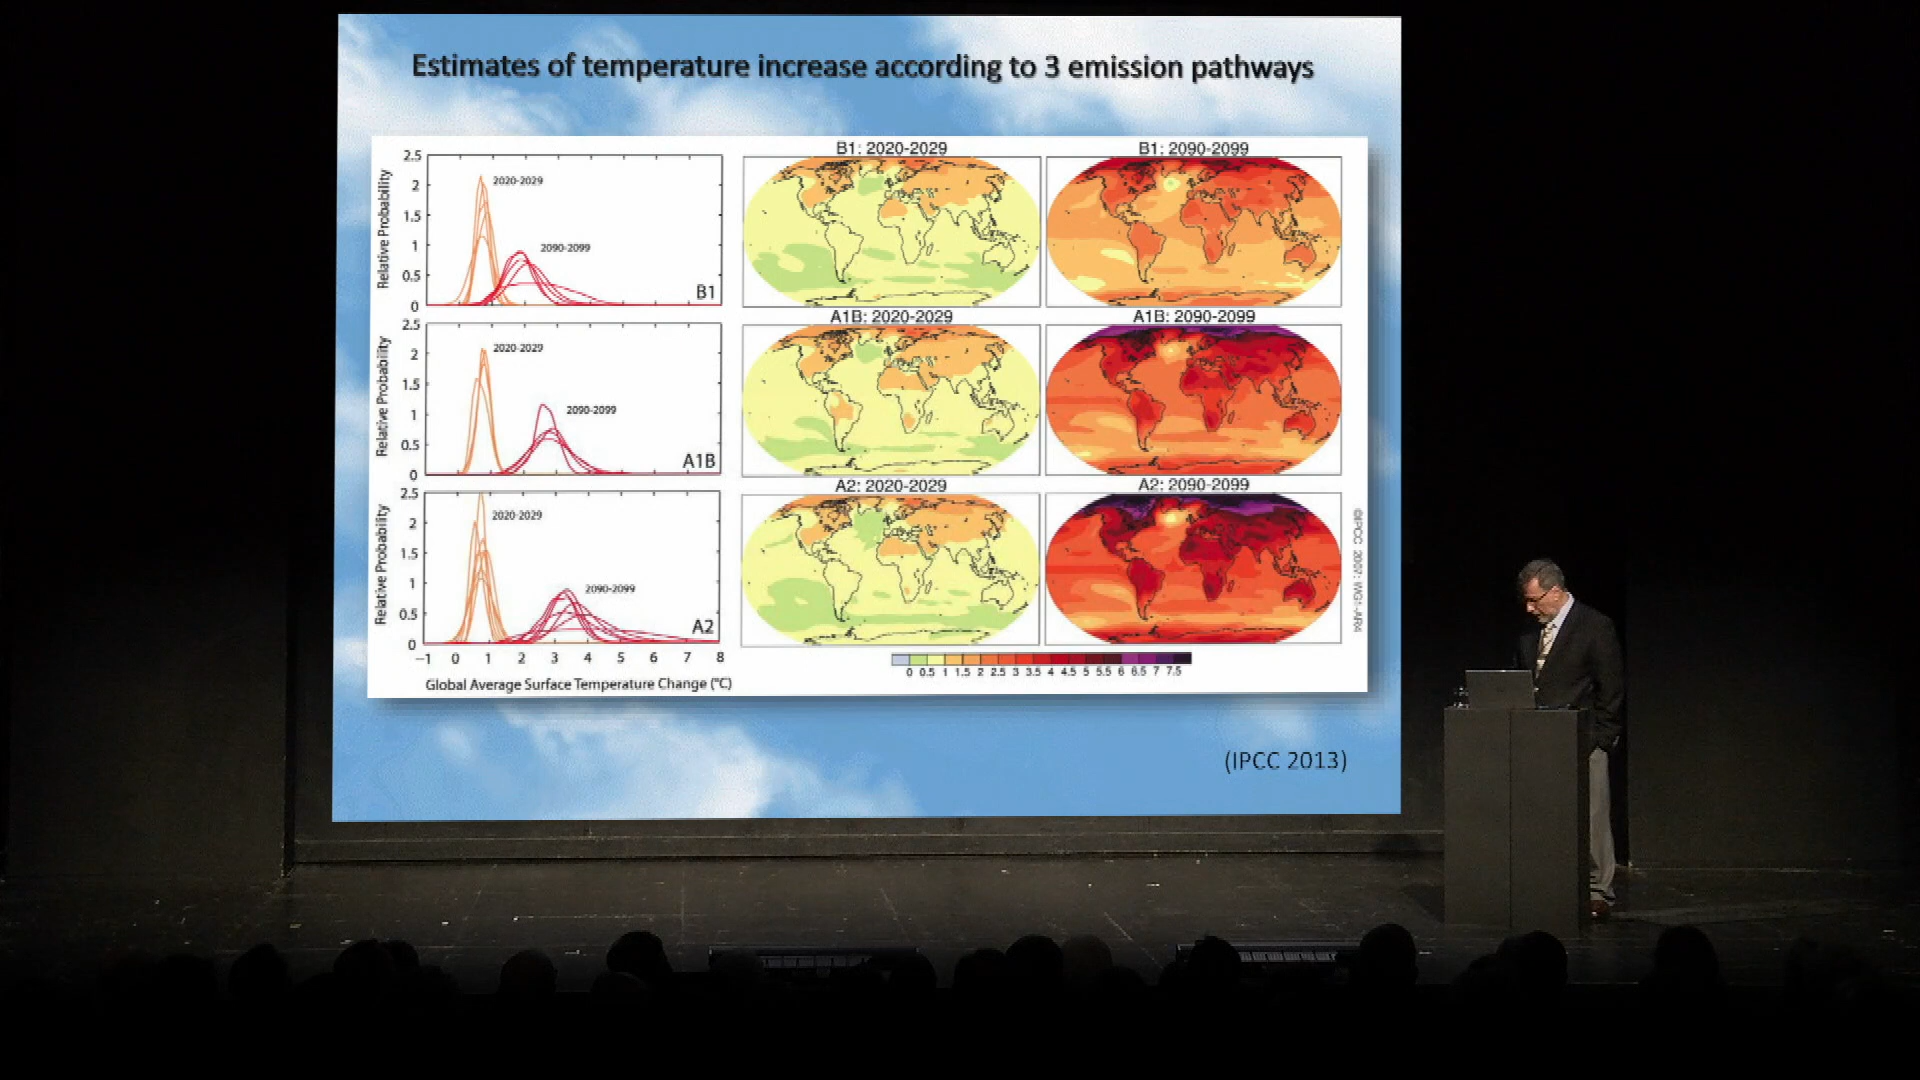 Estimates of temperature increase according to 3 emission pathways
B1: 2020-2029
B1: 2090-2099
2.5
2
1.5
1
0.5
0
Relative Probability
2020-2029
2090-2099
B1
A1B: 2020-2029
A1B: 2090-2099
2.5
2
1.5
1
0.5
0
Relative Probability
2020-2029
2090-2099
A1B
A2: 2020-2029
A2: 2090-2099
2.5
2
1.5
1
0.5
0
Relative Probability
2020-2029
2090-2099
A2
−1 0 1 2 3 4 5 6 7 8
Global Average Surface Temperature Change (°C)
0 0.5 1 1.5 2 2.5 3 3.5 4 4.5 5 5.5 6 6.5 7 7.5
©IPCC 2007: WG1-AR4
(IPCC 2013)